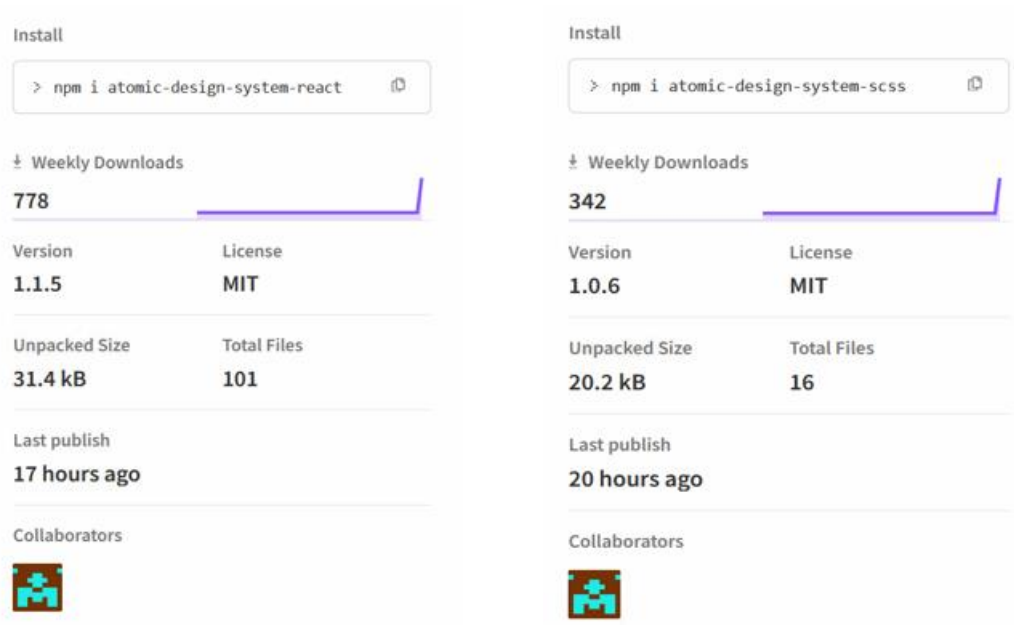 Install
> npm i atomic-design-system-react
Weekly Downloads
778
Version License
1.1.5 MIT
Unpacked Size Total Files
31.4 kB 101
Last publish
17 hours ago
Collaborators
Install
> npm i atomic-design-system-scss
Weekly Downloads
342
Version License
1.0.6 MIT
Unpacked Size Total Files
20.2 kB 16
Last publish
20 hours ago
Collaborators